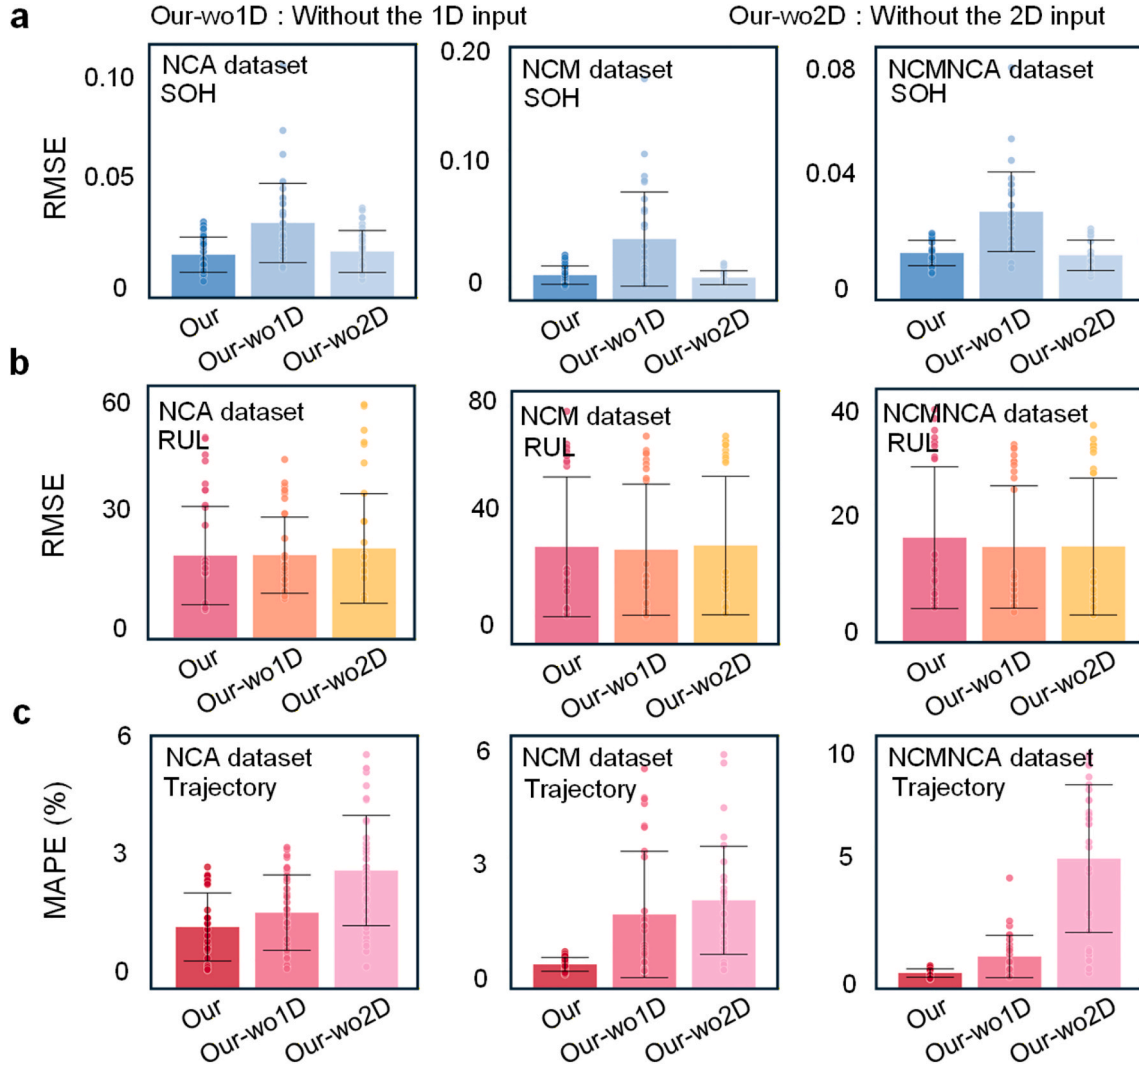 a
Our-wo1D : Without the 1D input
Our-wo2D : Without the 2D input
RMSE
0.10
0.05
0
NCA dataset
SOH
Our
Our-wo1D
Our-wo2D
0.20
0.10
0
NCM dataset
SOH
Our
Our-wo1D
Our-wo2D
0.08
0.04
0
NCMNCA dataset
SOH
Our
Our-wo1D
Our-wo2D
b
RMSE
60
30
0
NCA dataset
RUL
Our
Our-wo1D
Our-wo2D
80
40
0
NCM dataset
RUL
Our
Our-wo1D
Our-wo2D
40
20
0
NCMNCA dataset
RUL
Our
Our-wo1D
Our-wo2D
c
MAPE (%)
6
3
0
NCA dataset
Trajectory
Our
Our-wo1D
Our-wo2D
6
3
0
NCM dataset
Trajectory
Our
Our-wo1D
Our-wo2D
10
5
0
NCMNCA dataset
Trajectory
Our
Our-wo1D
Our-wo2D